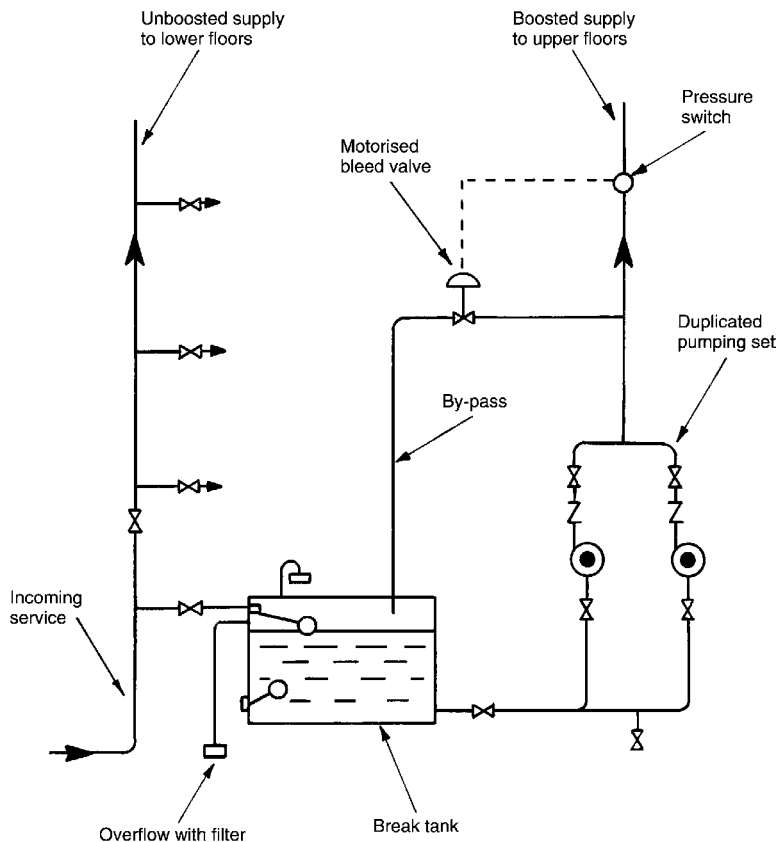 Unboosted supply
to lower floors
Boosted supply
to upper floors
Pressure
switch
Motorised
bleed valve
Duplicated
pumping set
By-pass
Incoming
service
Overflow with filter
Break tank